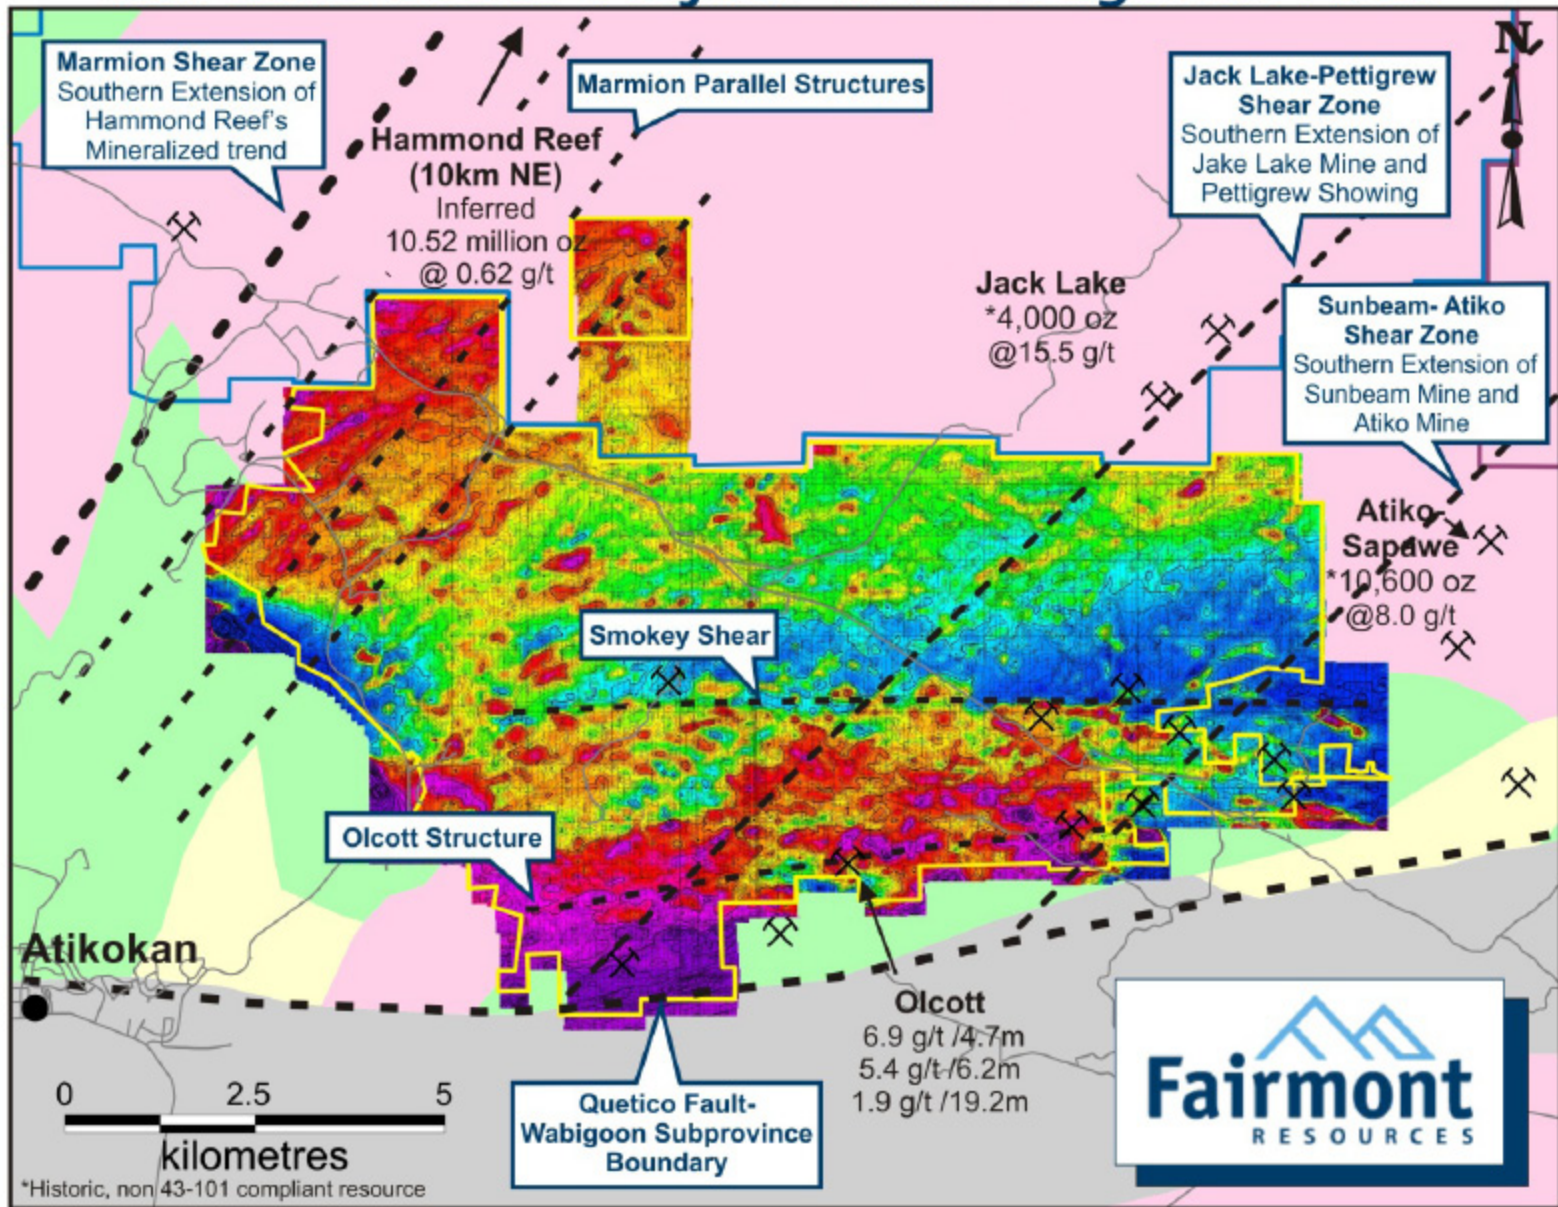 Marmion Shear Zone
Southern Extension of
Hammond Reef's
Mineralized trend
Marmion Parallel Structures
Hammond Reef
(10km NE)
Inferred
10.52 million oz
@ 0.62 g/t
Jack Lake-Pettigrew
Shear Zone
Southern Extension of
Jake Lake Mine and
Pettigrew Showing
N
Jack Lake
*4,000 oz
@15.5 g/t
Sunbeam- Atiko
Shear Zone
Southern Extension of
Sunbeam Mine and
Atiko Mine
Atiko-
Sapawe
*10,600 oz
@8.0 g/t
Smokey Shear
Olcott Structure
Atikokan
Olcott
6.9 g/t /4.7m
5.4 g/t /6.2m
1.9 g/t /19.2m
Quetico Fault-
Wabigoon Subprovince
Boundary
0 2.5 5
kilometres
*Historic, non 43-101 compliant resource
Fairmont
RESOURCES